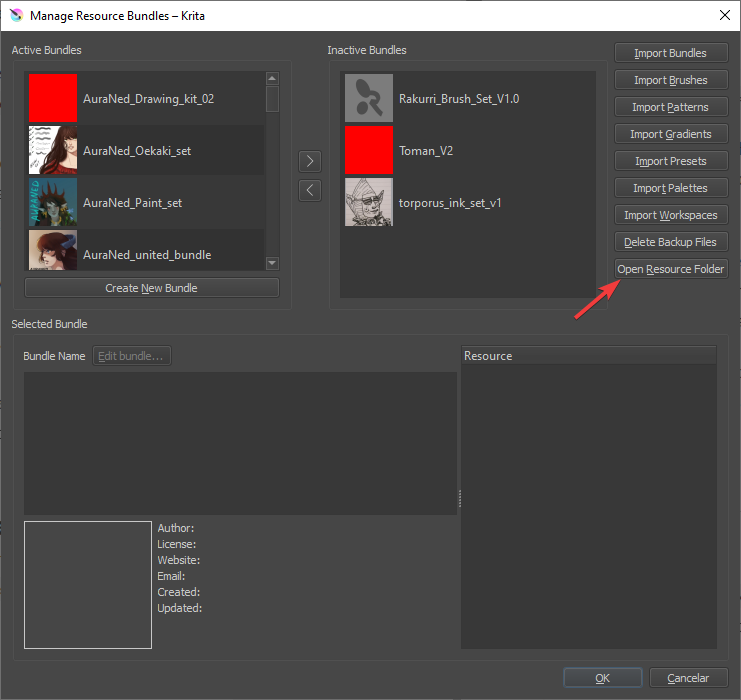 Manage Resource Bundles – Krita
Active Bundles
AuraNed_Drawing_kit_02
AuraNed_Oekaki_set
AuraNed_Paint_set
AuraNed_united_bundle
Create New Bundle
Inactive Bundles
Rakurri_Brush_Set_V1.0
Toman_V2
torporus_ink_set_v1
Import Bundles
Import Brushes
Import Patterns
Import Gradients
Import Presets
Import Palettes
Import Workspaces
Delete Backup Files
Open Resource Folder
Selected Bundle
Bundle Name
Edit bundle...
Resource
Author:
License:
Website:
Email:
Created:
Updated:
OK
Cancelar